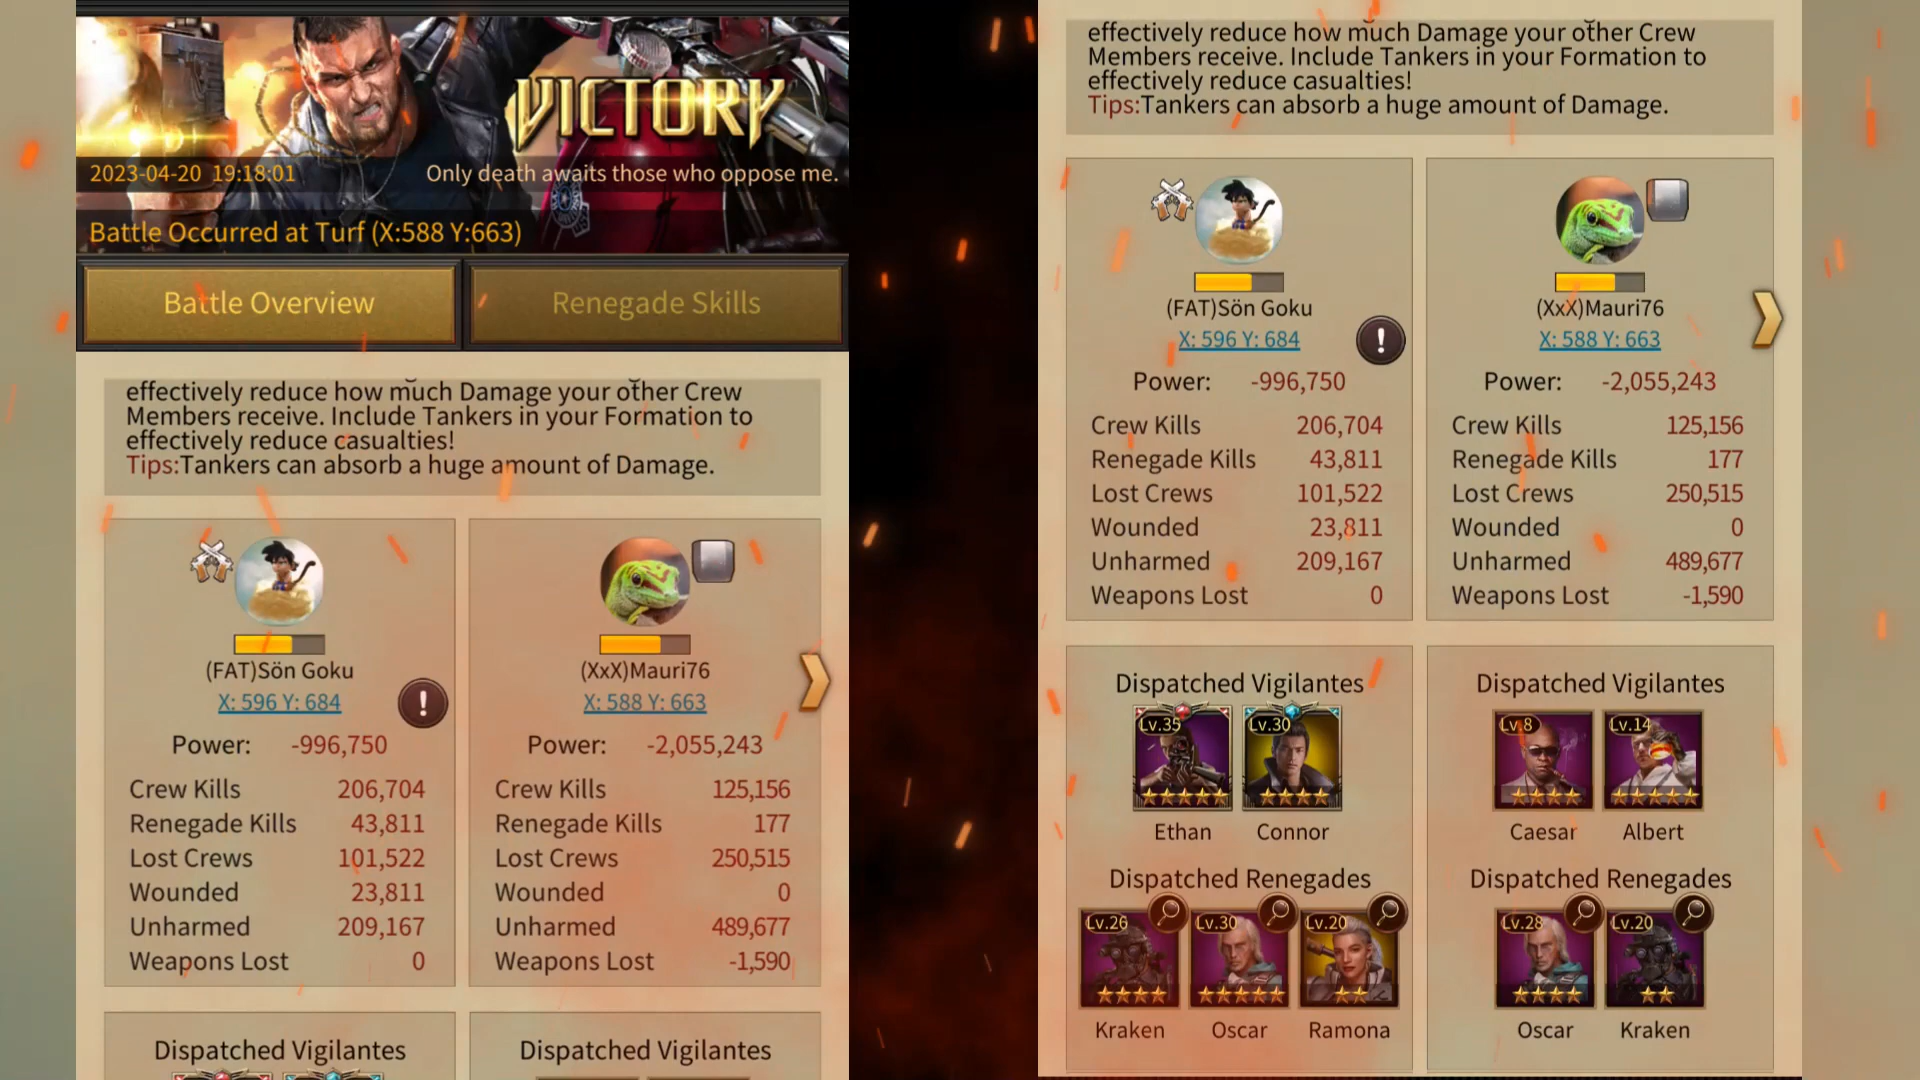 VICTORY
2023-04-20 19:18:01
Only death awaits those who oppose me.
Battle Occurred at Turf (X:588 Y:663)
Battle Overview
Renegade Skills
effectively reduce how much Damage your other Crew
Members receive. Include Tankers in your Formation to
effectively reduce casualties!
Tips:Tankers can absorb a huge amount of Damage.
(FAT)Sön Goku
X: 596 Y: 684
Power: -996,750
Crew Kills 206,704
Renegade Kills 43,811
Lost Crews 101,522
Wounded 23,811
Unharmed 209,167
Weapons Lost 0
(XxX)Mauri76
X: 588 Y: 663
Power: -2,055,243
Crew Kills 125,156
Renegade Kills 177
Lost Crews 250,515
Wounded 0
Unharmed 489,677
Weapons Lost -1,590
Dispatched Vigilantes
Dispatched Vigilantes
effectively reduce how much Damage your other Crew
Members receive. Include Tankers in your Formation to
effectively reduce casualties!
Tips:Tankers can absorb a huge amount of Damage.
(FAT)Sön Goku
X: 596 Y: 684
Power: -996,750
Crew Kills 206,704
Renegade Kills 43,811
Lost Crews 101,522
Wounded 23,811
Unharmed 209,167
Weapons Lost 0
(XxX)Mauri76
X: 588 Y: 663
Power: -2,055,243
Crew Kills 125,156
Renegade Kills 177
Lost Crews 250,515
Wounded 0
Unharmed 489,677
Weapons Lost -1,590
Dispatched Vigilantes
Lv.35 Lv.30
Ethan Connor
Dispatched Renegades
Lv.26 Lv.30 Lv.20
Kraken Oscar Ramona
Dispatched Vigilantes
Lv.8 Lv.14
Caesar Albert
Dispatched Renegades
Lv.28 Lv.20
Oscar Kraken